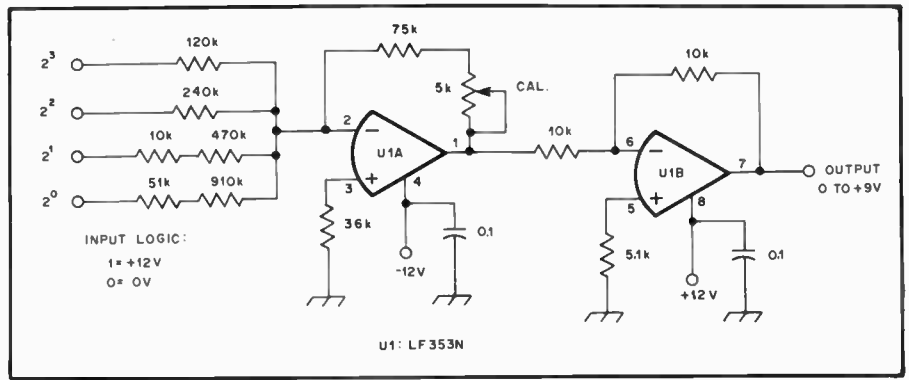 2³
120k
2²
240k
2¹
10k
470k
2⁰
51k
910k
INPUT LOGIC:
1= +12V
0= 0V
75k
5k
CAL.
2
−
U1A
1
+
3
4
36k
0.1
-12V
10k
10k
6
−
U1B
7
+
5
8
5.1k
0.1
+12V
OUTPUT
0 TO +9V
U1: LF353N